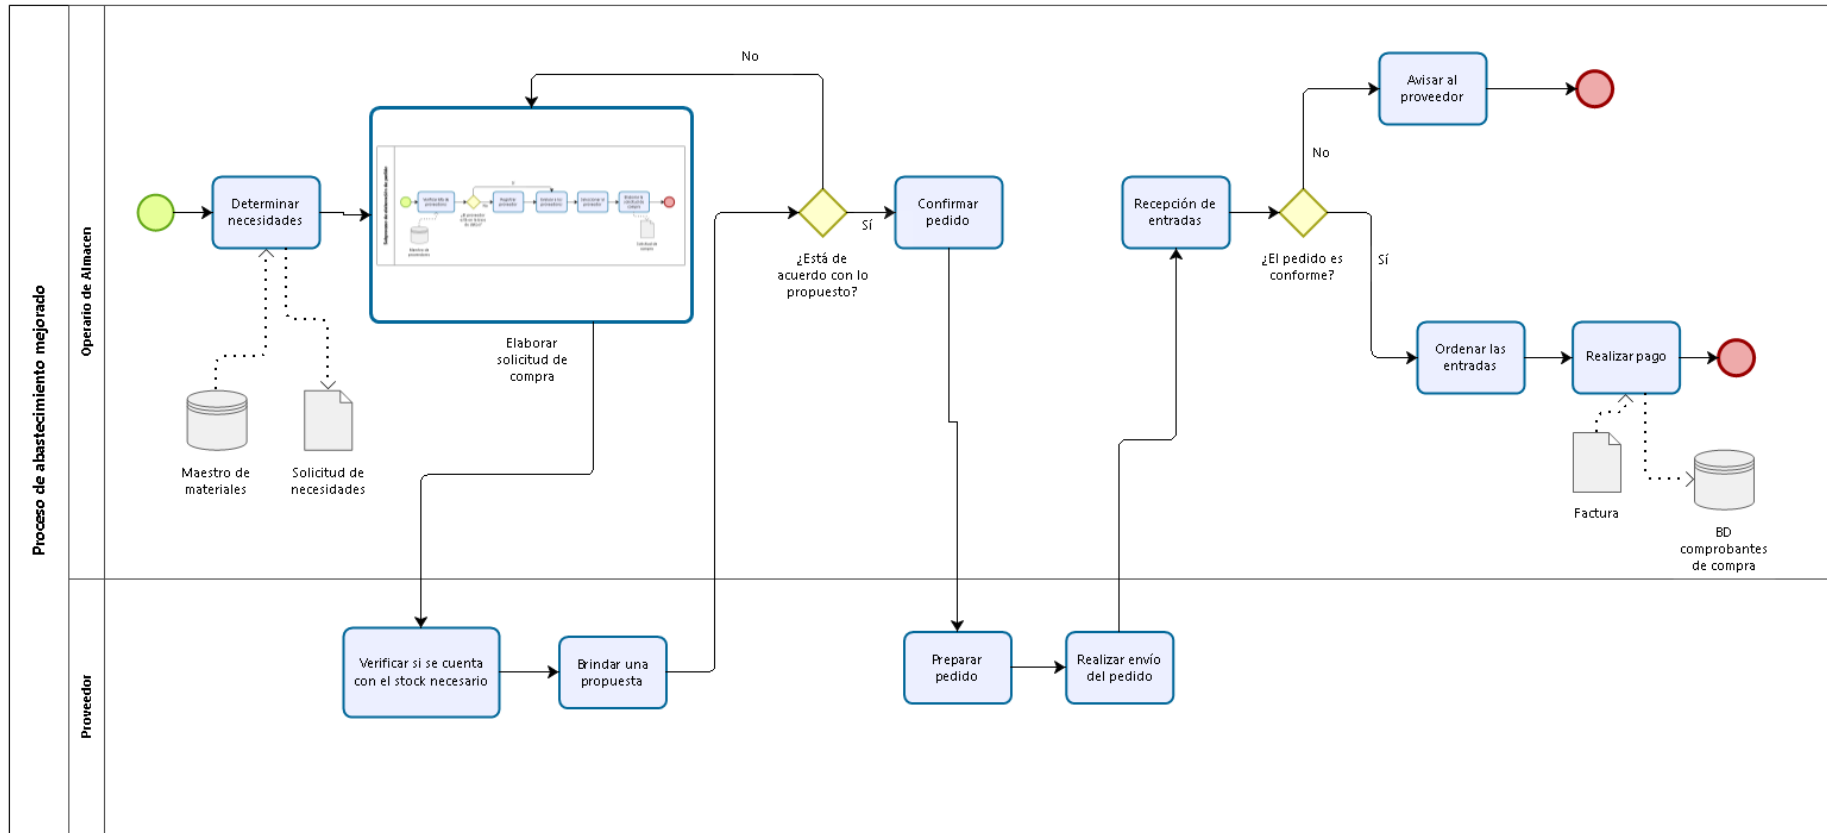 Proceso de abastecimiento mejorado
Operario de Almacen
Determinar
necesidades
Maestro de
materiales
Solicitud de
necesidades
Elaborar
solicitud de
compra
No
¿Está de
acuerdo con lo
propuesto?
Sí
Confirmar
pedido
Recepción de
entradas
¿El pedido es
conforme?
No
Avisar al
proveedor
Sí
Ordenar las
entradas
Realizar pago
Factura
BD
comprobantes
de compra
Proveedor
Verificar si se cuenta
con el stock necesario
Brindar una
propuesta
Preparar
pedido
Realizar envío
del pedido